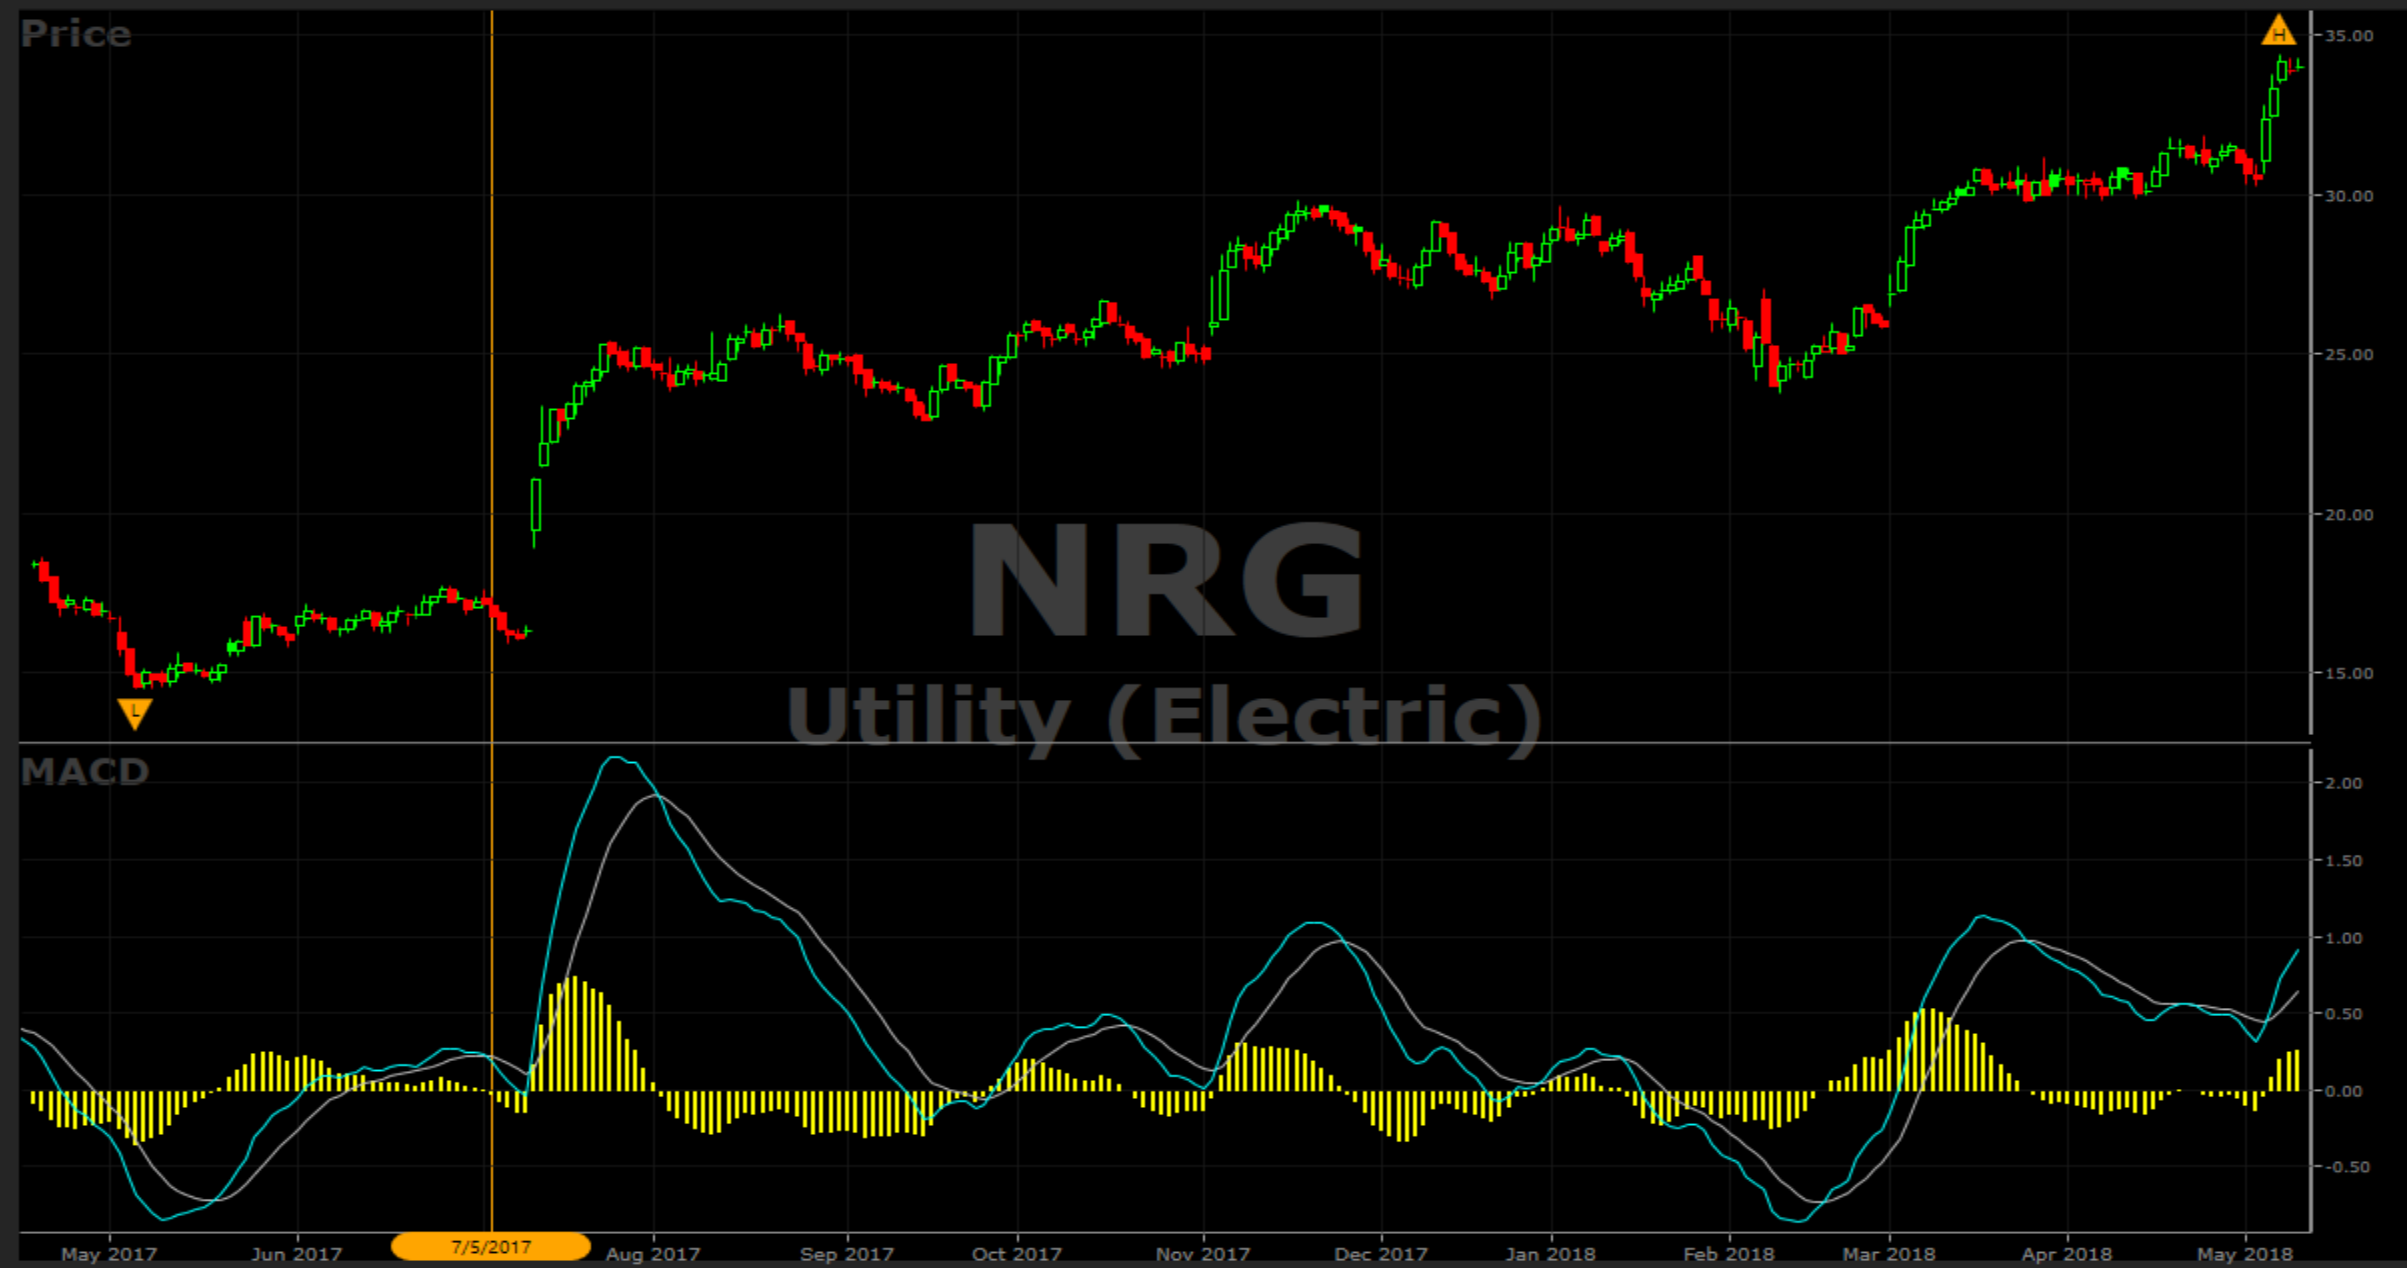 Price
H
35.00
30.00
25.00
20.00
15.00
NRG
Utility (Electric)
L
MACD
2.00
1.50
1.00
0.50
0.00
-0.50
May 2017 Jun 2017 7/5/2017 Aug 2017 Sep 2017 Oct 2017 Nov 2017 Dec 2017 Jan 2018 Feb 2018 Mar 2018 Apr 2018 May 2018